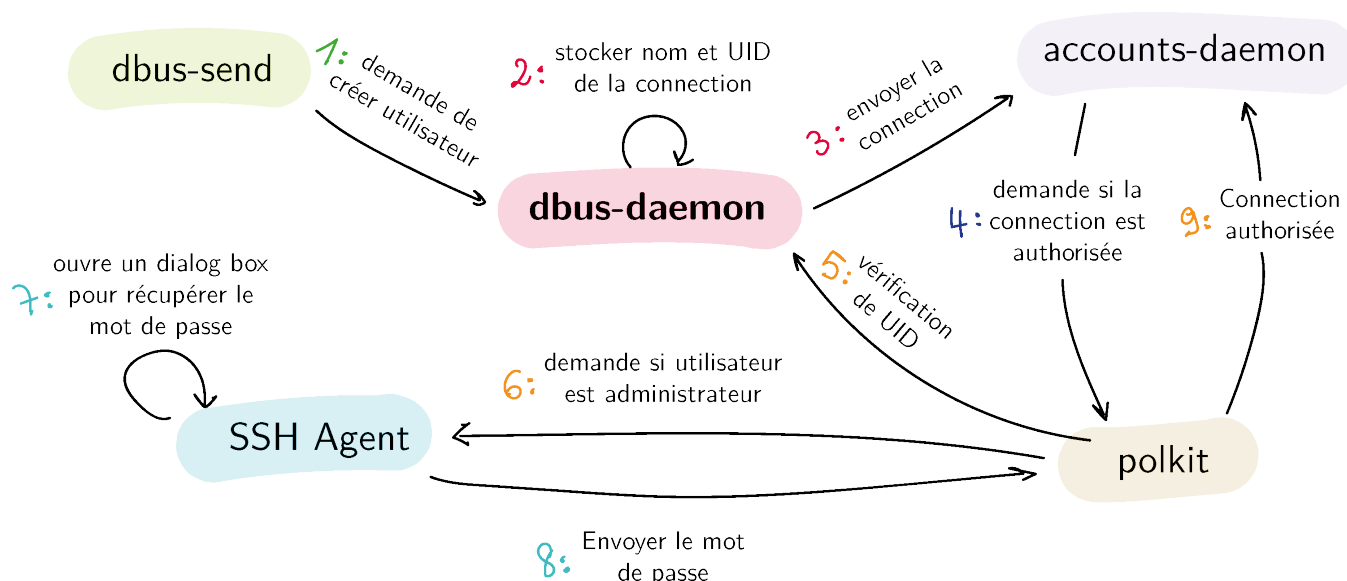 dbus-send
1:
demande de
créer utilisateur
2:
stocker nom et UID
de la connection
3:
envoyer la
connection
accounts-daemon
dbus-daemon
4:
demande si la
connection est
authorisée
9:
Connection
authorisée
5:
vérification
de UID
7:
ouvre un dialog box
pour récupérer le
mot de passe
6:
demande si utilisateur
est administrateur
SSH Agent
polkit
8:
Envoyer le mot
de passe